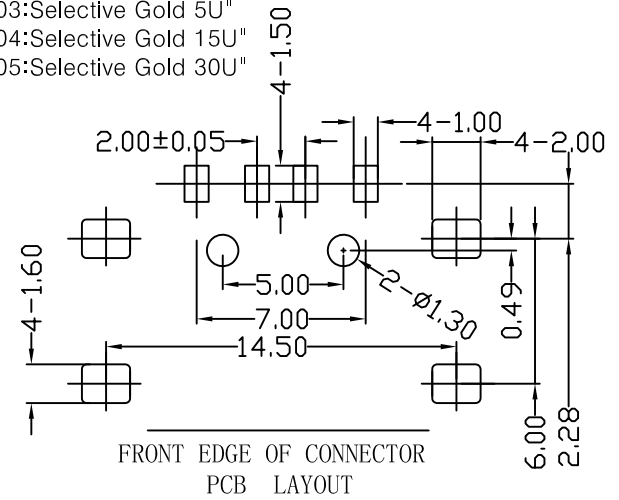 03:Selective Gold 5U"
04:Selective Gold 15U"
05:Selective Gold 30U"
4-1.50
2.00±0.05
4-1.00
4-2.00
4-1.60
5.00
7.00
14.50
2-ø1.30
0.49
6.00
2.28
FRONT EDGE OF CONNECTOR
PCB LAYOUT